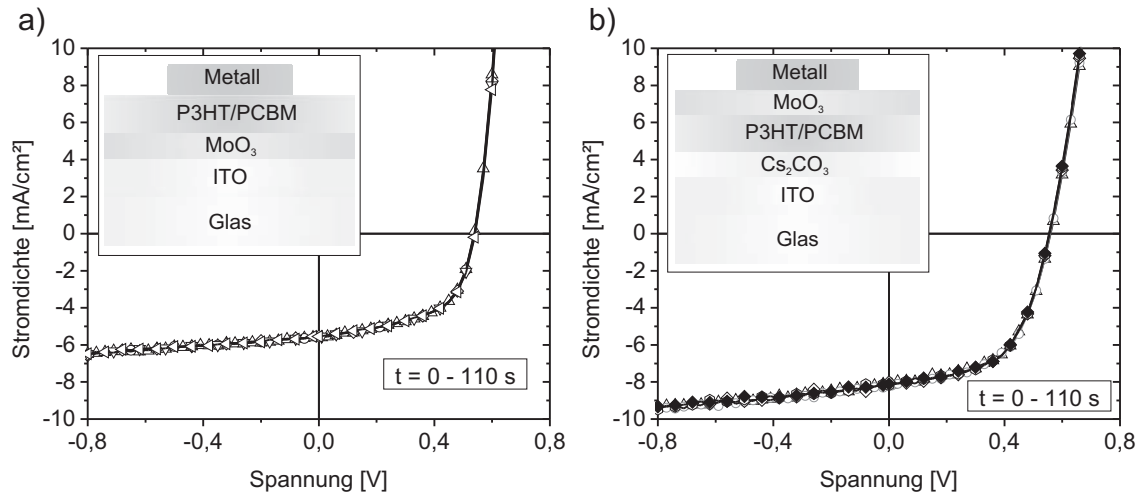 a)
10
8
6
4
2
0
-2
-4
-6
-8
-10
Stromdichte [mA/cm²]
Metall
P3HT/PCBM
MoO₃
ITO
Glas
t = 0 - 110 s
-0,8
-0,4
0,0
0,4
0,8
Spannung [V]
b)
10
8
6
4
2
0
-2
-4
-6
-8
-10
Stromdichte [mA/cm²]
Metall
MoO₃
P3HT/PCBM
Cs₂CO₃
ITO
Glas
t = 0 - 110 s
-0,8
-0,4
0,0
0,4
0,8
Spannung [V]